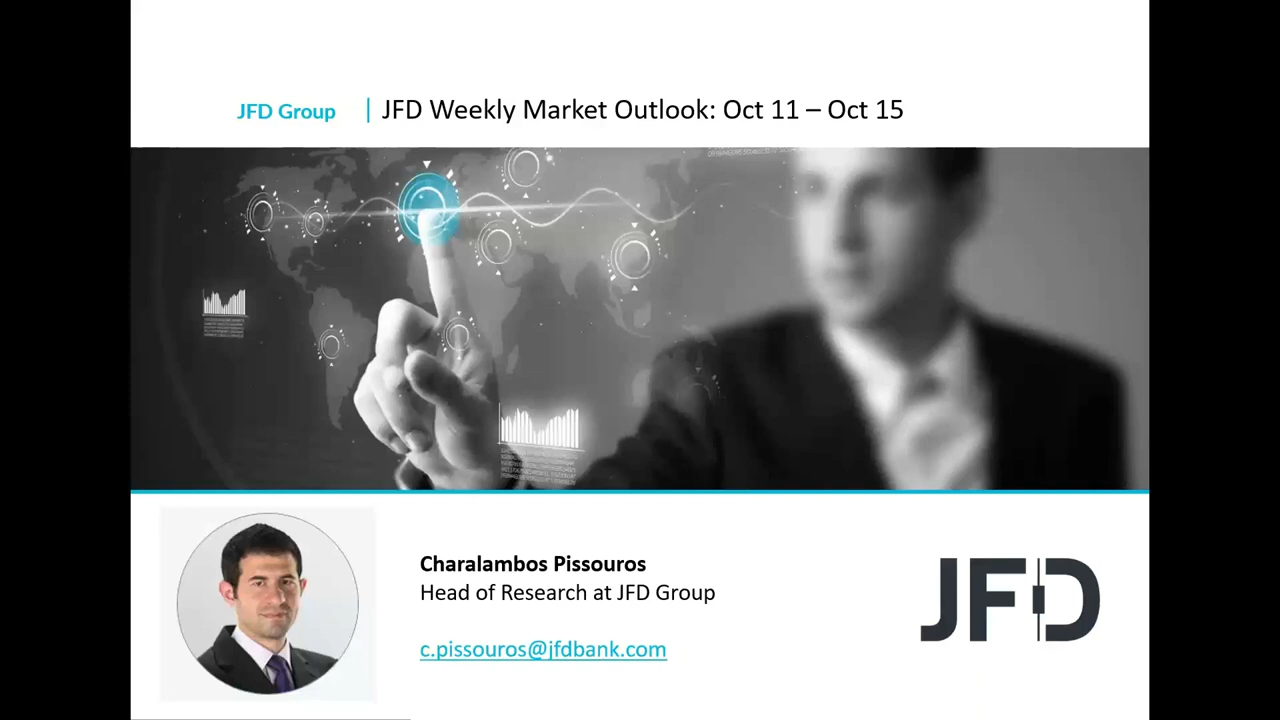 JFD Group | JFD Weekly Market Outlook: Oct 11 – Oct 15
Charalambos Pissouros
Head of Research at JFD Group
c.pissouros@jfdbank.com
JFD